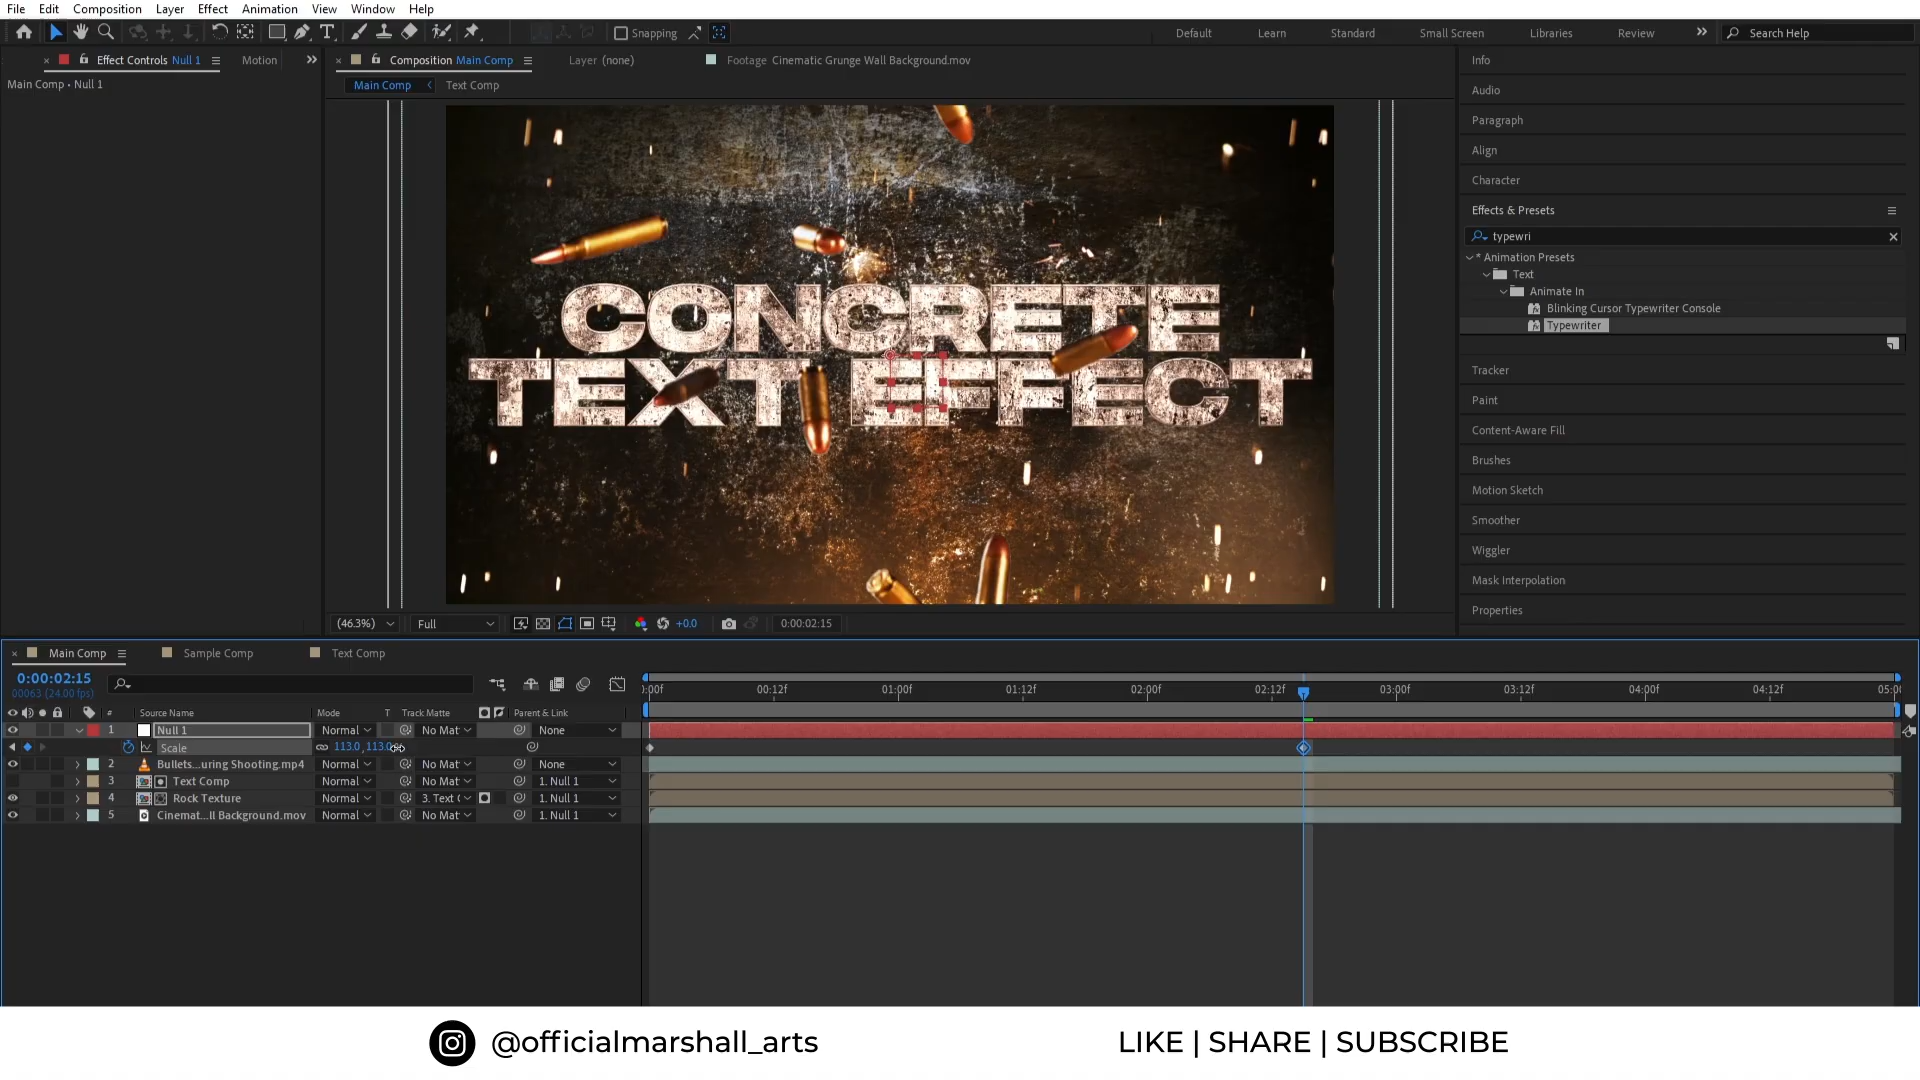 File Edit Composition Layer Effect Animation View Window Help
Snapping
Default Learn Standard Small Screen Libraries Review Search Help
Effect Controls Null 1
Motion
Composition Main Comp
Layer (none)
Footage Cinematic Grunge Wall Background.mov
Main Comp • Null 1
Main Comp
Text Comp
CONCRETE
TEXT EFFECT
(46.3%)
Full
+0.0
0:00:02:15
Info
Audio
Paragraph
Align
Character
Effects & Presets
typewri
* Animation Presets
Text
Animate In
Blinking Cursor Typewriter Console
Typewriter
Tracker
Paint
Content-Aware Fill
Brushes
Motion Sketch
Smoother
Wiggler
Mask Interpolation
Properties
Main Comp
Sample Comp
Text Comp
0:00:02:15
00063 (24.00 fps)
:00f 00:12f 01:00f 01:12f 02:00f 02:12f 03:00f 03:12f 04:00f 04:12f 05:00
# Source Name Mode T Track Matte Parent & Link
1 Null 1 Normal No Mat None
Scale 113.0, 113.0
2 Bullets...uring Shooting.mp4 Normal No Mat None
3 Text Comp Normal No Mat 1. Null 1
4 Rock Texture Normal 3. Text C 1. Null 1
5 Cinemat...ll Background.mov Normal No Mat 1. Null 1
@officialmarshall_arts
LIKE | SHARE | SUBSCRIBE